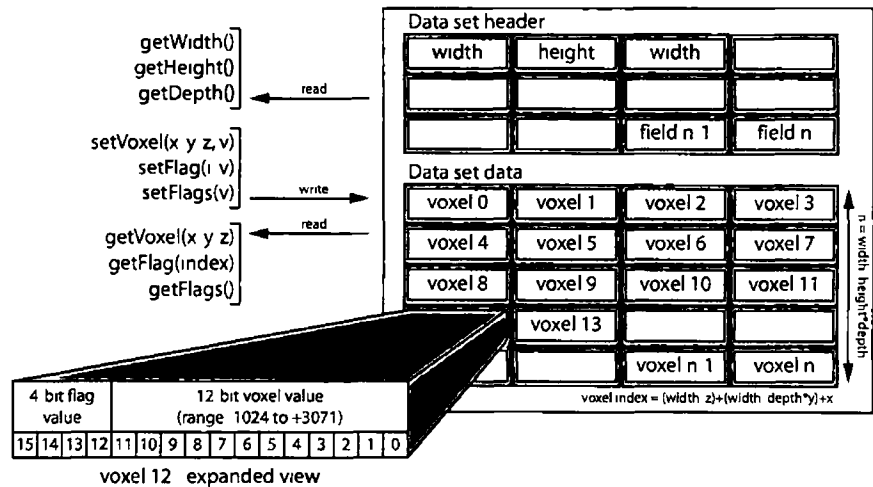 Data set header
width height width
field n 1 field n
getWidth()
getHeight()
getDepth()
read
setVoxel(x y z, v)
setFlag(i v)
setFlags(v)
write
getVoxel(x y z)
getFlag(index)
getFlags()
read
Data set data
voxel 0 voxel 1 voxel 2 voxel 3
voxel 4 voxel 5 voxel 6 voxel 7
voxel 8 voxel 9 voxel 10 voxel 11
voxel 13
voxel n 1 voxel n
n = width height*depth
voxel index = (width z)+(width depth*y)+x
4 bit flag
value
12 bit voxel value
(range 1024 to +3071)
15 14 13 12 11 10 9 8 7 6 5 4 3 2 1 0
voxel 12 expanded view